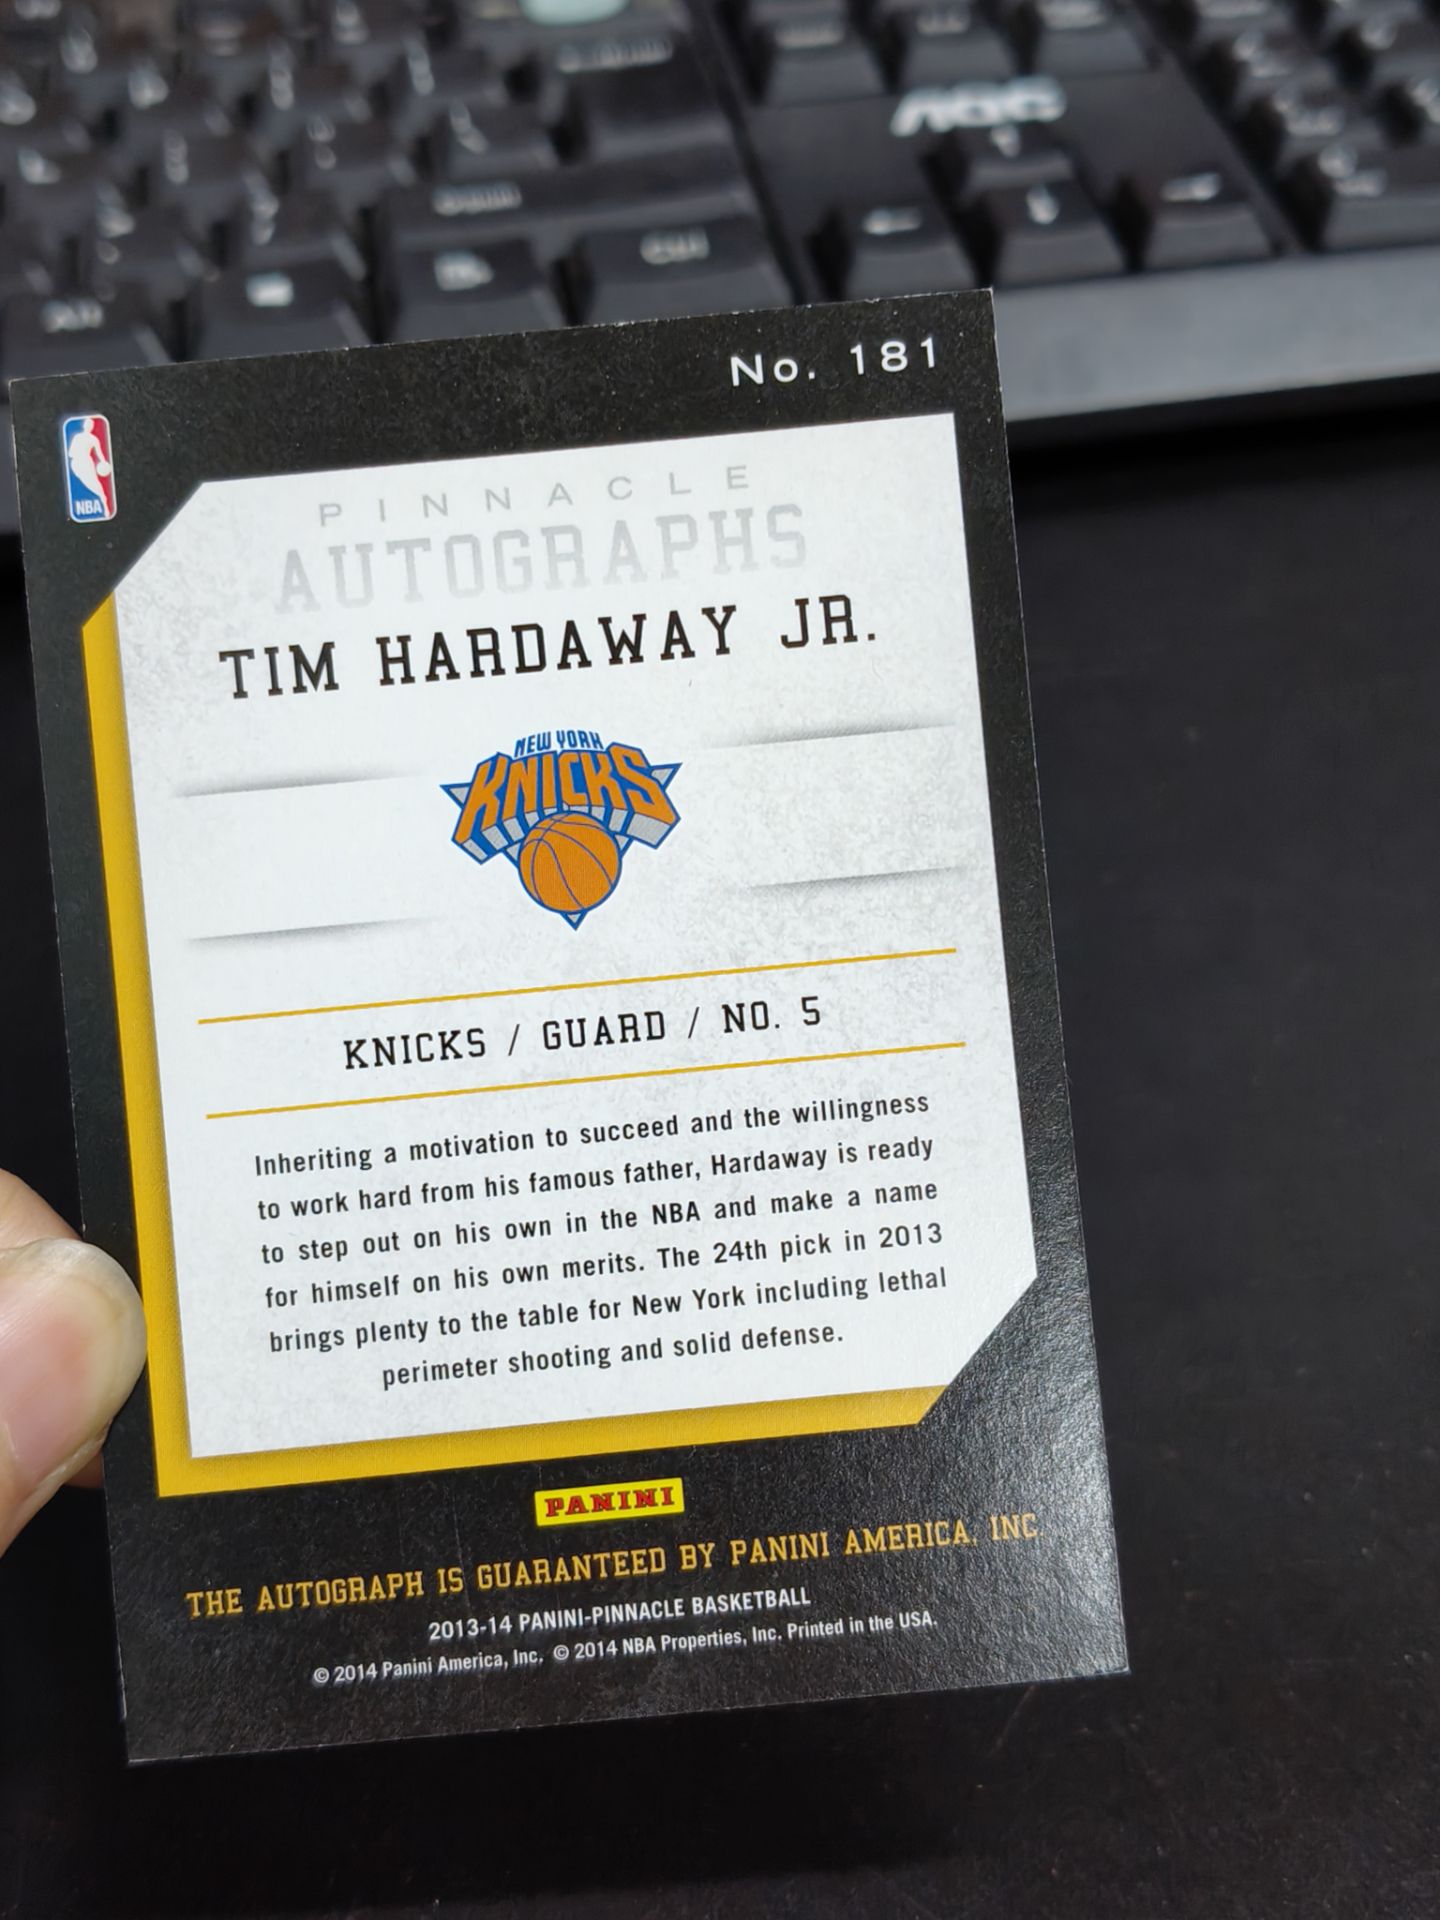 AOC
Alt
Ctrl
No. 181
NBA
PINNACLE
AUTOGRAPHS
TIM HARDAWAY JR.
NEW YORK
KNICKS
KNICKS / GUARD / NO. 5
Inheriting a motivation to succeed and the willingness
to work hard from his famous father, Hardaway is ready
to step out on his own in the NBA and make a name
for himself on his own merits. The 24th pick in 2013
brings plenty to the table for New York including lethal
perimeter shooting and solid defense.
PANINI
THE AUTOGRAPH IS GUARANTEED BY PANINI AMERICA, INC.
2013-14 PANINI-PINNACLE BASKETBALL
© 2014 Panini America, Inc. © 2014 NBA Properties, Inc. Printed in the USA.